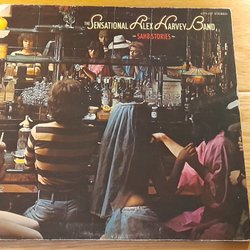 THE SENSATIONAL ALEX HARVEY BAND
SAHB STORIES